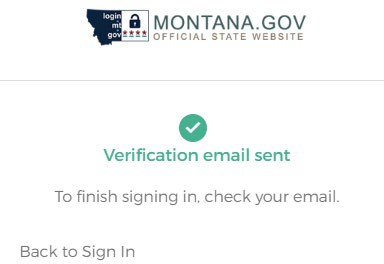 login
mt
gov
MONTANA.GOV
OFFICIAL STATE WEBSITE
Verification email sent
To finish signing in, check your email.
Back to Sign In